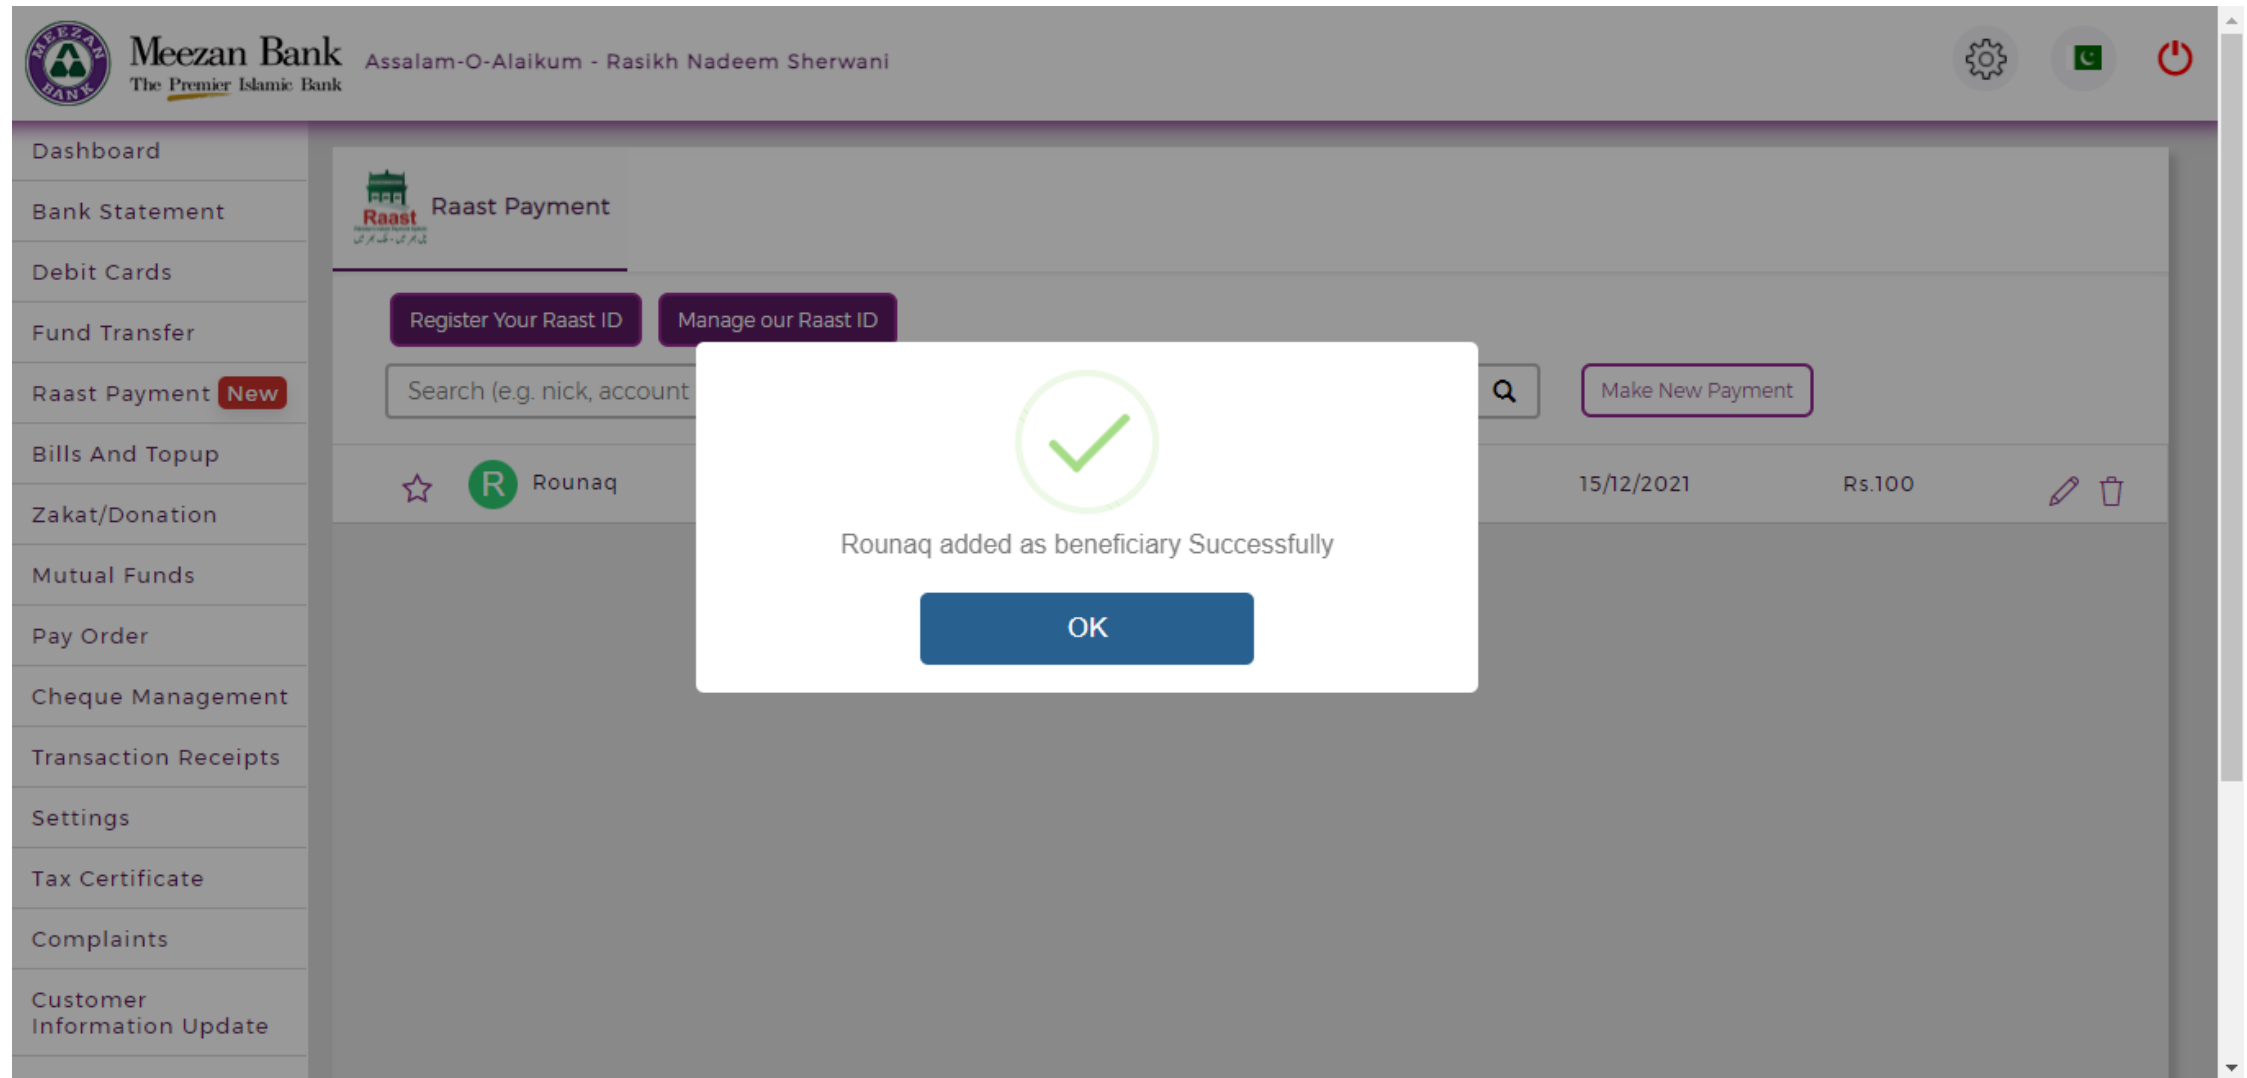 MEEZAN BANK
Meezan Bank
The Premier Islamic Bank
Assalam-O-Alaikum - Rasikh Nadeem Sherwani
Dashboard
Bank Statement
Debit Cards
Fund Transfer
Raast Payment New
Bills And Topup
Zakat/Donation
Mutual Funds
Pay Order
Cheque Management
Transaction Receipts
Settings
Tax Certificate
Complaints
Customer
Information Update
Raast
Raast Payment
Register Your Raast ID
Manage our Raast ID
Search (e.g. nick, account
Make New Payment
R Rounaq
15/12/2021
Rs.100
Rounaq added as beneficiary Successfully
OK